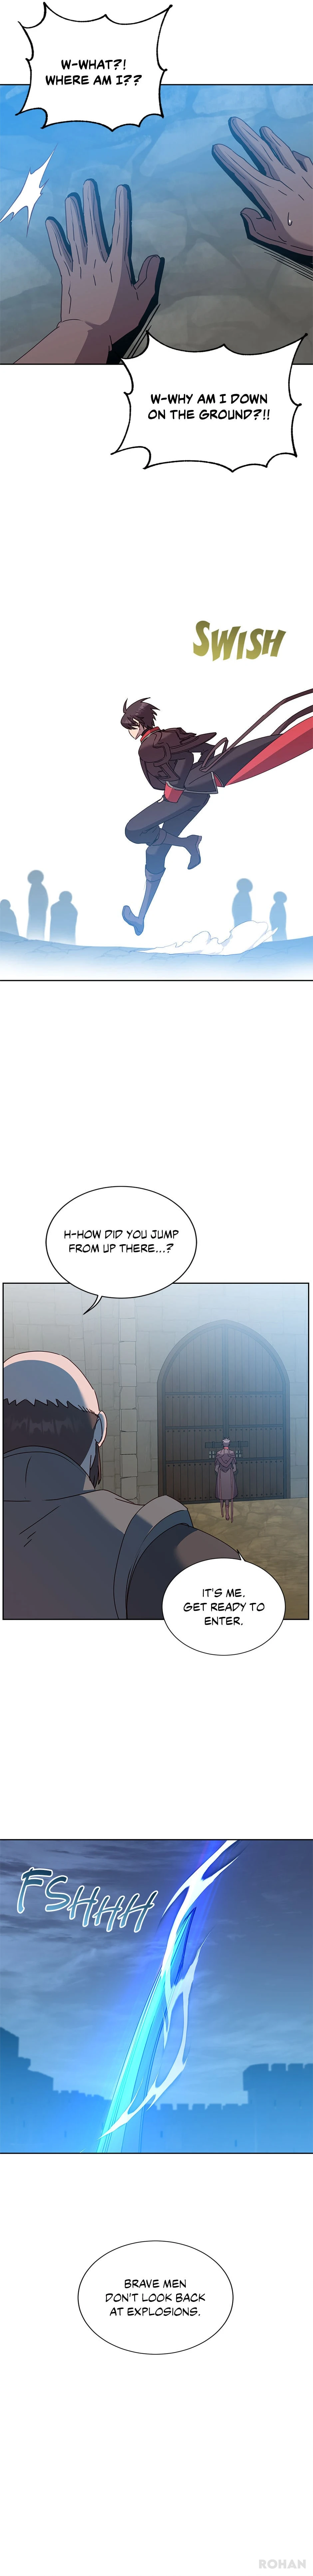 W-WHAT?!
WHERE AM I??
W-WHY AM I DOWN
ON THE GROUND?!!
SWISH
H-HOW DID YOU JUMP
FROM UP THERE...?
IT'S ME.
GET READY TO
ENTER.
FSHHH
BRAVE MEN
DON'T LOOK BACK
AT EXPLOSIONS.
ROHAN